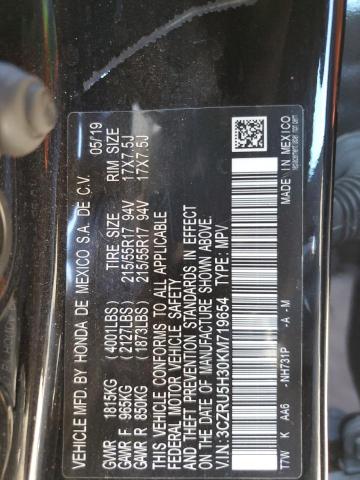 VEHICLE MFD. BY HONDA DE MEXICO S.A. DE C.V.
05/19
GVWR 1815KG (4001LBS) TIRE SIZE RIM SIZE
GAWR F 965KG (2127LBS) 215/55R17 94V 17X7.5J
GAWR R 850KG (1873LBS) 215/55R17 94V 17X7.5J
THIS VEHICLE CONFORMS TO ALL APPLICABLE
FEDERAL MOTOR VEHICLE SAFETY
AND THEFT PREVENTION STANDARDS IN EFFECT
ON THE DATE OF MANUFACTURE SHOWN ABOVE.
V.I.N: 3CZRU5H30KM719654 TYPE: MPV
T7W K AA6 -NH731P -A -M MADE IN MEXICO